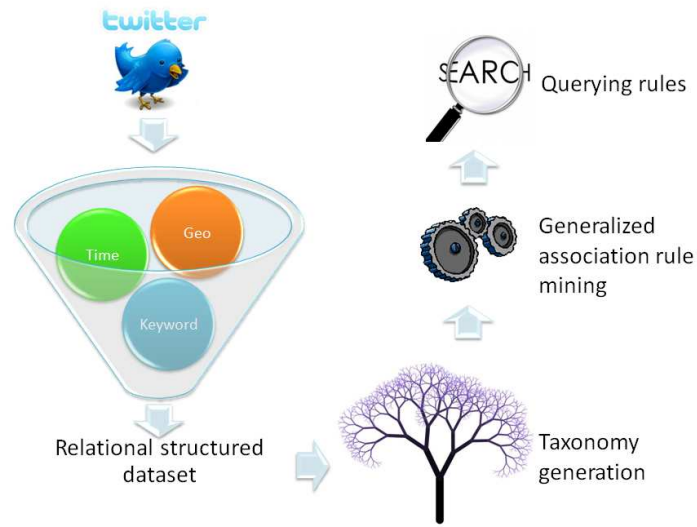 twitter
Time
Geo
Keyword
Relational structured
dataset
SEARCH
Querying rules
Generalized
association rule
mining
Taxonomy
generation